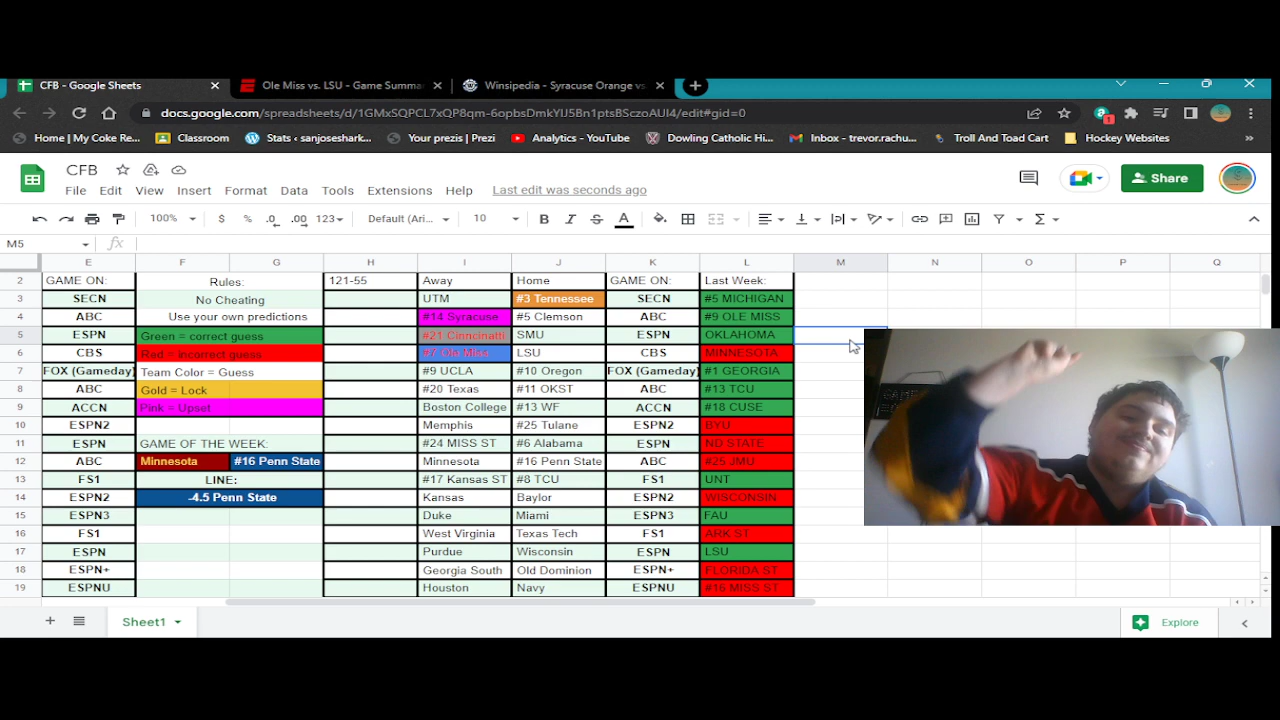 CFB - Google Sheets Ole Miss vs. LSU - Game Summa Winsipedia - Syracuse Orange vs
docs.google.com/spreadsheets/d/1GMxSQPCL7xQP8qm-6opbsDmkYIJ5Bn1ptsBSczoAUI4/edit#gid=0
Home | My Coke Re... Classroom Stats ‹ sanjoseshark... Your prezis | Prezi Analytics - YouTube Dowling Catholic Hi... Inbox - trevor.rachu... Troll And Toad Cart Hockey Websites »
CFB
File Edit View Insert Format Data Tools Extensions Help Last edit was seconds ago
Share
100% $ % .0 .00 123 Default (Ari... 10 B I S A
M5 fx
E F G H I J K L M N O P Q
2 GAME ON: Rules: 121-55 Away Home GAME ON: Last Week:
3 SECN No Cheating UTM #3 Tennessee SECN #5 MICHIGAN
4 ABC Use your own predictions #14 Syracuse #5 Clemson ABC #9 OLE MISS
5 ESPN Green = correct guess #21 Cinncinatti SMU ESPN OKLAHOMA
6 CBS Red = incorrect guess #7 Ole Miss LSU CBS MINNESOTA
7 FOX (Gameday) Team Color = Guess #9 UCLA #10 Oregon FOX (Gameday) #1 GEORGIA
8 ABC Gold = Lock #20 Texas #11 OKST ABC #13 TCU
9 ACCN Pink = Upset Boston College #13 WF ACCN #18 CUSE
10 ESPN2 Memphis #25 Tulane ESPN2 BYU
11 ESPN GAME OF THE WEEK: #24 MISS ST #6 Alabama ESPN ND STATE
12 ABC Minnesota #16 Penn State Minnesota #16 Penn State ABC #25 JMU
13 FS1 LINE: #17 Kansas ST #8 TCU FS1 UNT
14 ESPN2 -4.5 Penn State Kansas Baylor ESPN2 WISCONSIN
15 ESPN3 Duke Miami ESPN3 FAU
16 FS1 West Virginia Texas Tech FS1 ARK ST
17 ESPN Purdue Wisconsin ESPN LSU
18 ESPN+ Georgia South Old Dominion ESPN+ FLORIDA ST
19 ESPNU Houston Navy ESPNU #16 MISS ST
Sheet1 Explore